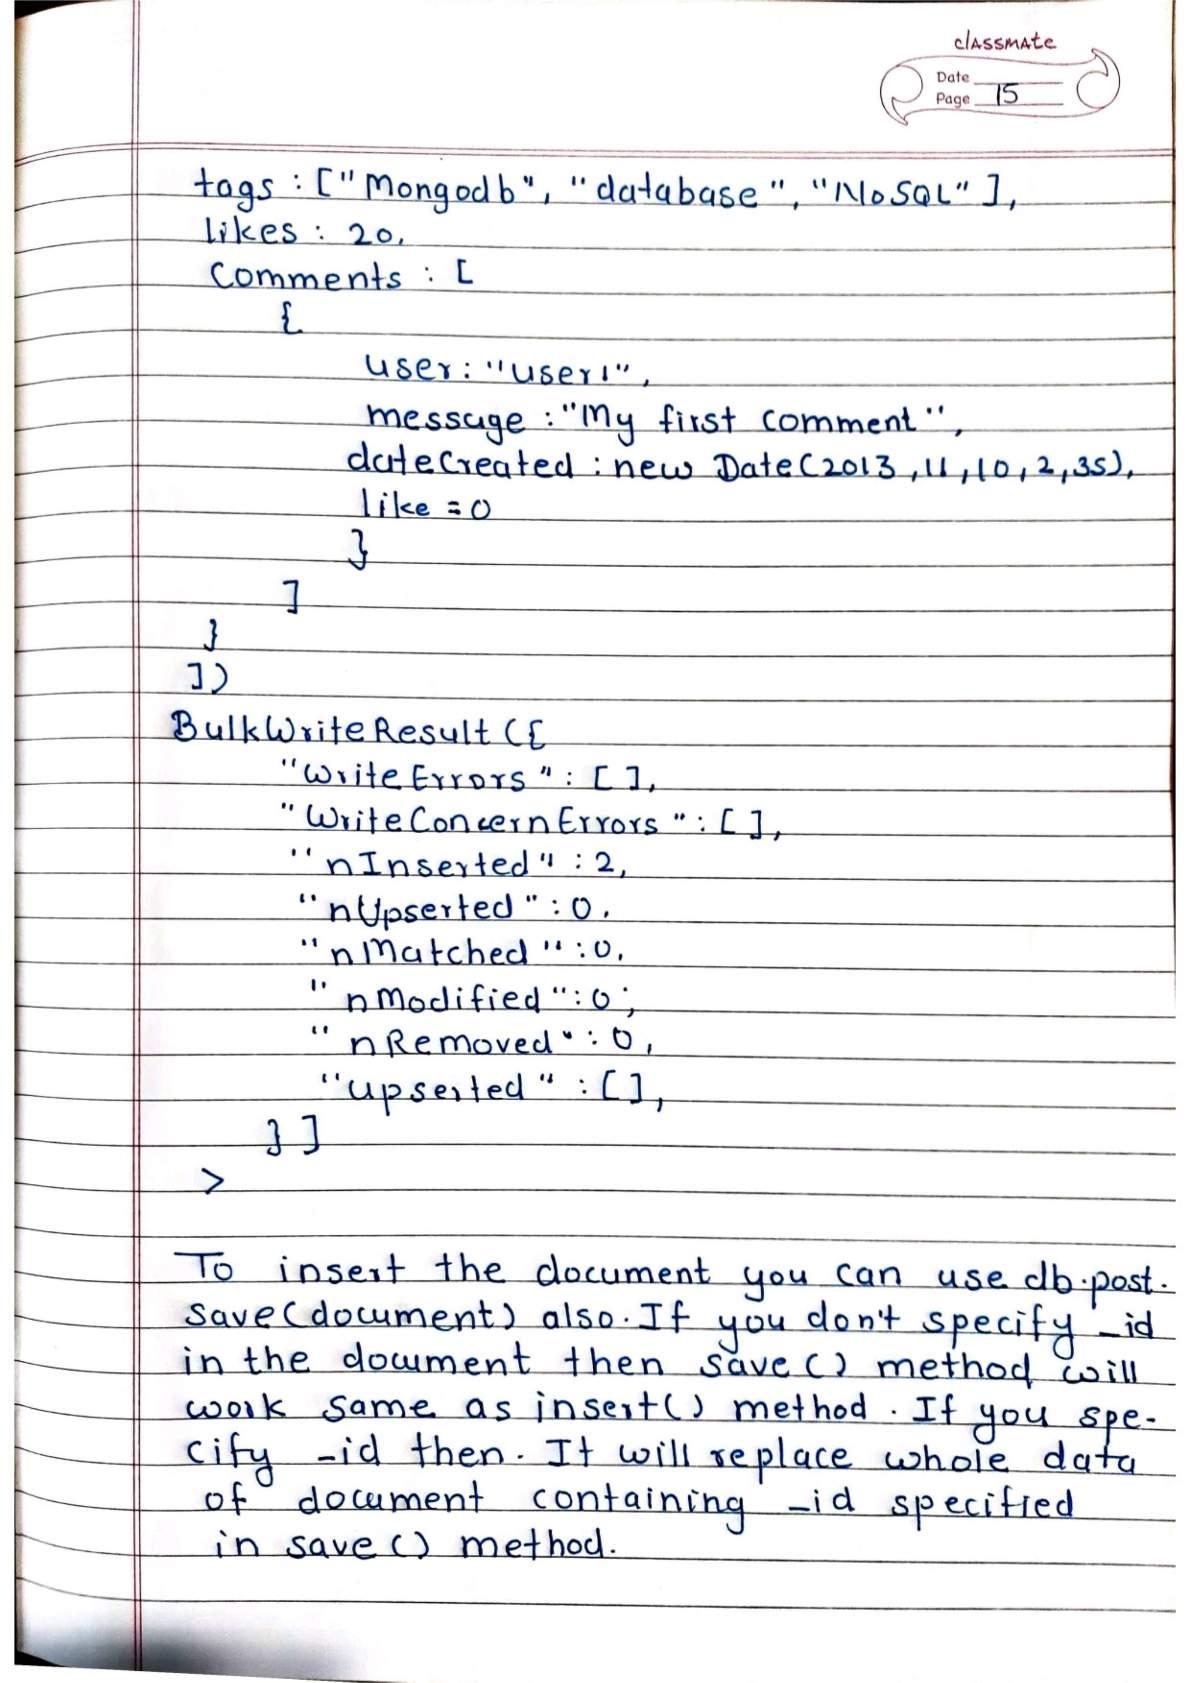 classmate
Date
Page 15
tags : ["Mongodb", "database", "NoSQL"],
likes : 20,
Comments : [
{
user: "user1",
message : "My first comment",
dateCreated : new Date(2013,11,10,2,35),
like = 0
}
]
}
])
BulkWriteResult ({
"WriteErrors" : [ ],
"WriteConcernErrors" : [ ],
"nInserted" : 2,
"nUpserted" : 0,
"nMatched" : 0,
"nModified" : 0;
"nRemoved" : 0,
"upserted" : [ ],
} ]
>
To insert the document you can use db.post.
save(document) also. If you don't specify _id
in the document then save() method will
work same as insert() method. If you spe-
cify _id then. It will replace whole data
of document containing _id specified
in save() method.